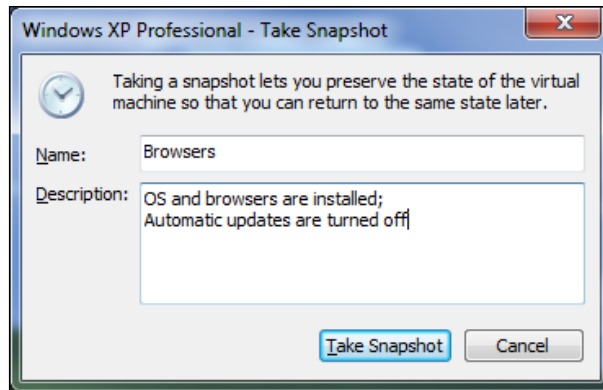 Windows XP Professional - Take Snapshot
Taking a snapshot lets you preserve the state of the virtual
machine so that you can return to the same state later.
Name: Browsers
Description: OS and browsers are installed;
Automatic updates are turned off
Take Snapshot Cancel